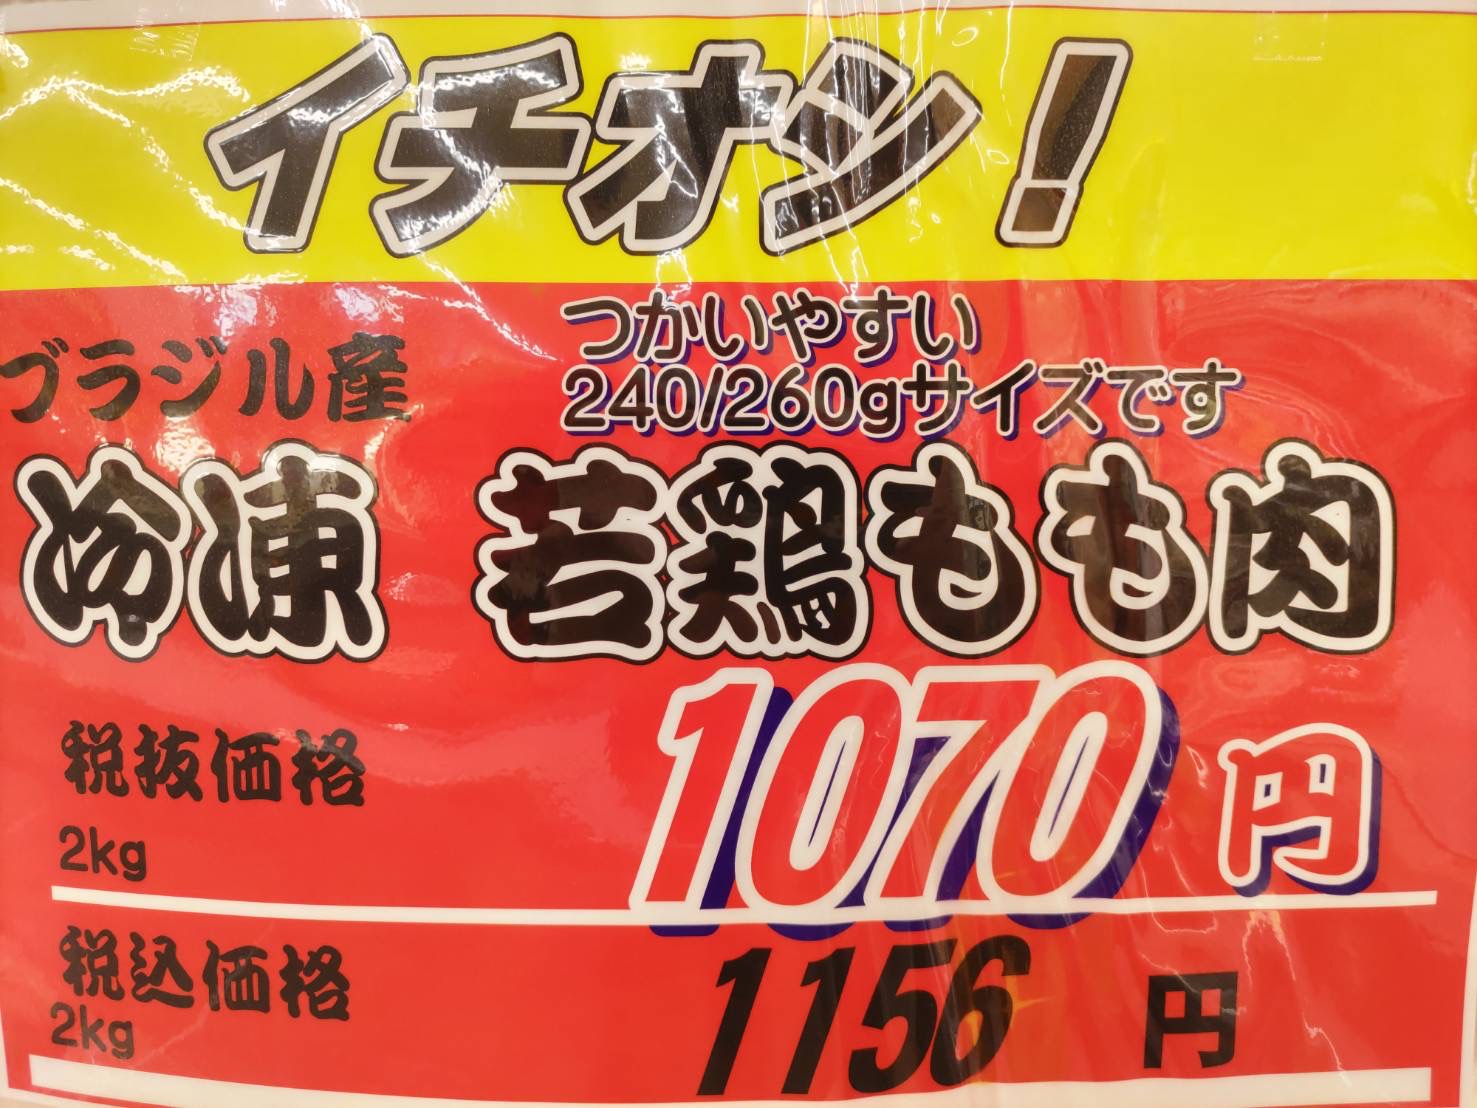 イチオシ!
つかいやすい
240/260gサイズです
ブラジル産
冷凍 若鶏もも肉
税抜価格 1070円
2kg
税込価格 1156円
2kg